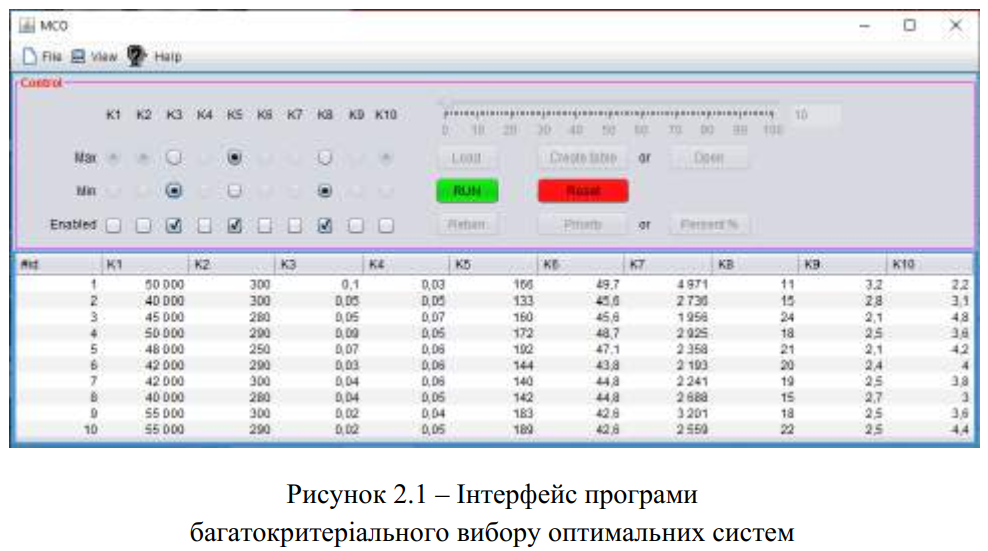 MCO
File View Help
Control
K1 K2 K3 K4 K5 K6 K7 K8 K9 K10
10
0 10 20 30 40 50 60 70 80 90 100
Max Load Create table or Open
Min RUN Reset
Enabled Return Priority or Percent %
#id K1 K2 K3 K4 K5 K6 K7 K8 K9 K10
1 50 000 300 0,1 0,03 166 49,7 4 971 11 3,2 2,2
2 40 000 300 0,05 0,05 133 45,6 2 736 15 2,8 3,1
3 45 000 280 0,05 0,07 160 45,6 1 956 24 2,1 4,8
4 50 000 290 0,09 0,05 172 48,7 2 925 18 2,5 3,6
5 48 000 250 0,07 0,06 192 47,1 2 358 21 2,1 4,2
6 42 000 290 0,03 0,06 144 43,8 2 193 20 2,4 4
7 42 000 300 0,04 0,06 140 44,8 2 241 19 2,5 3,8
8 40 000 280 0,04 0,05 142 44,8 2 688 15 2,7 3
9 55 000 300 0,02 0,04 183 42,6 3 201 18 2,5 3,6
10 55 000 290 0,02 0,05 189 42,6 2 559 22 2,5 4,4
Рисунок 2.1 – Інтерфейс програми
багатокритеріального вибору оптимальних систем